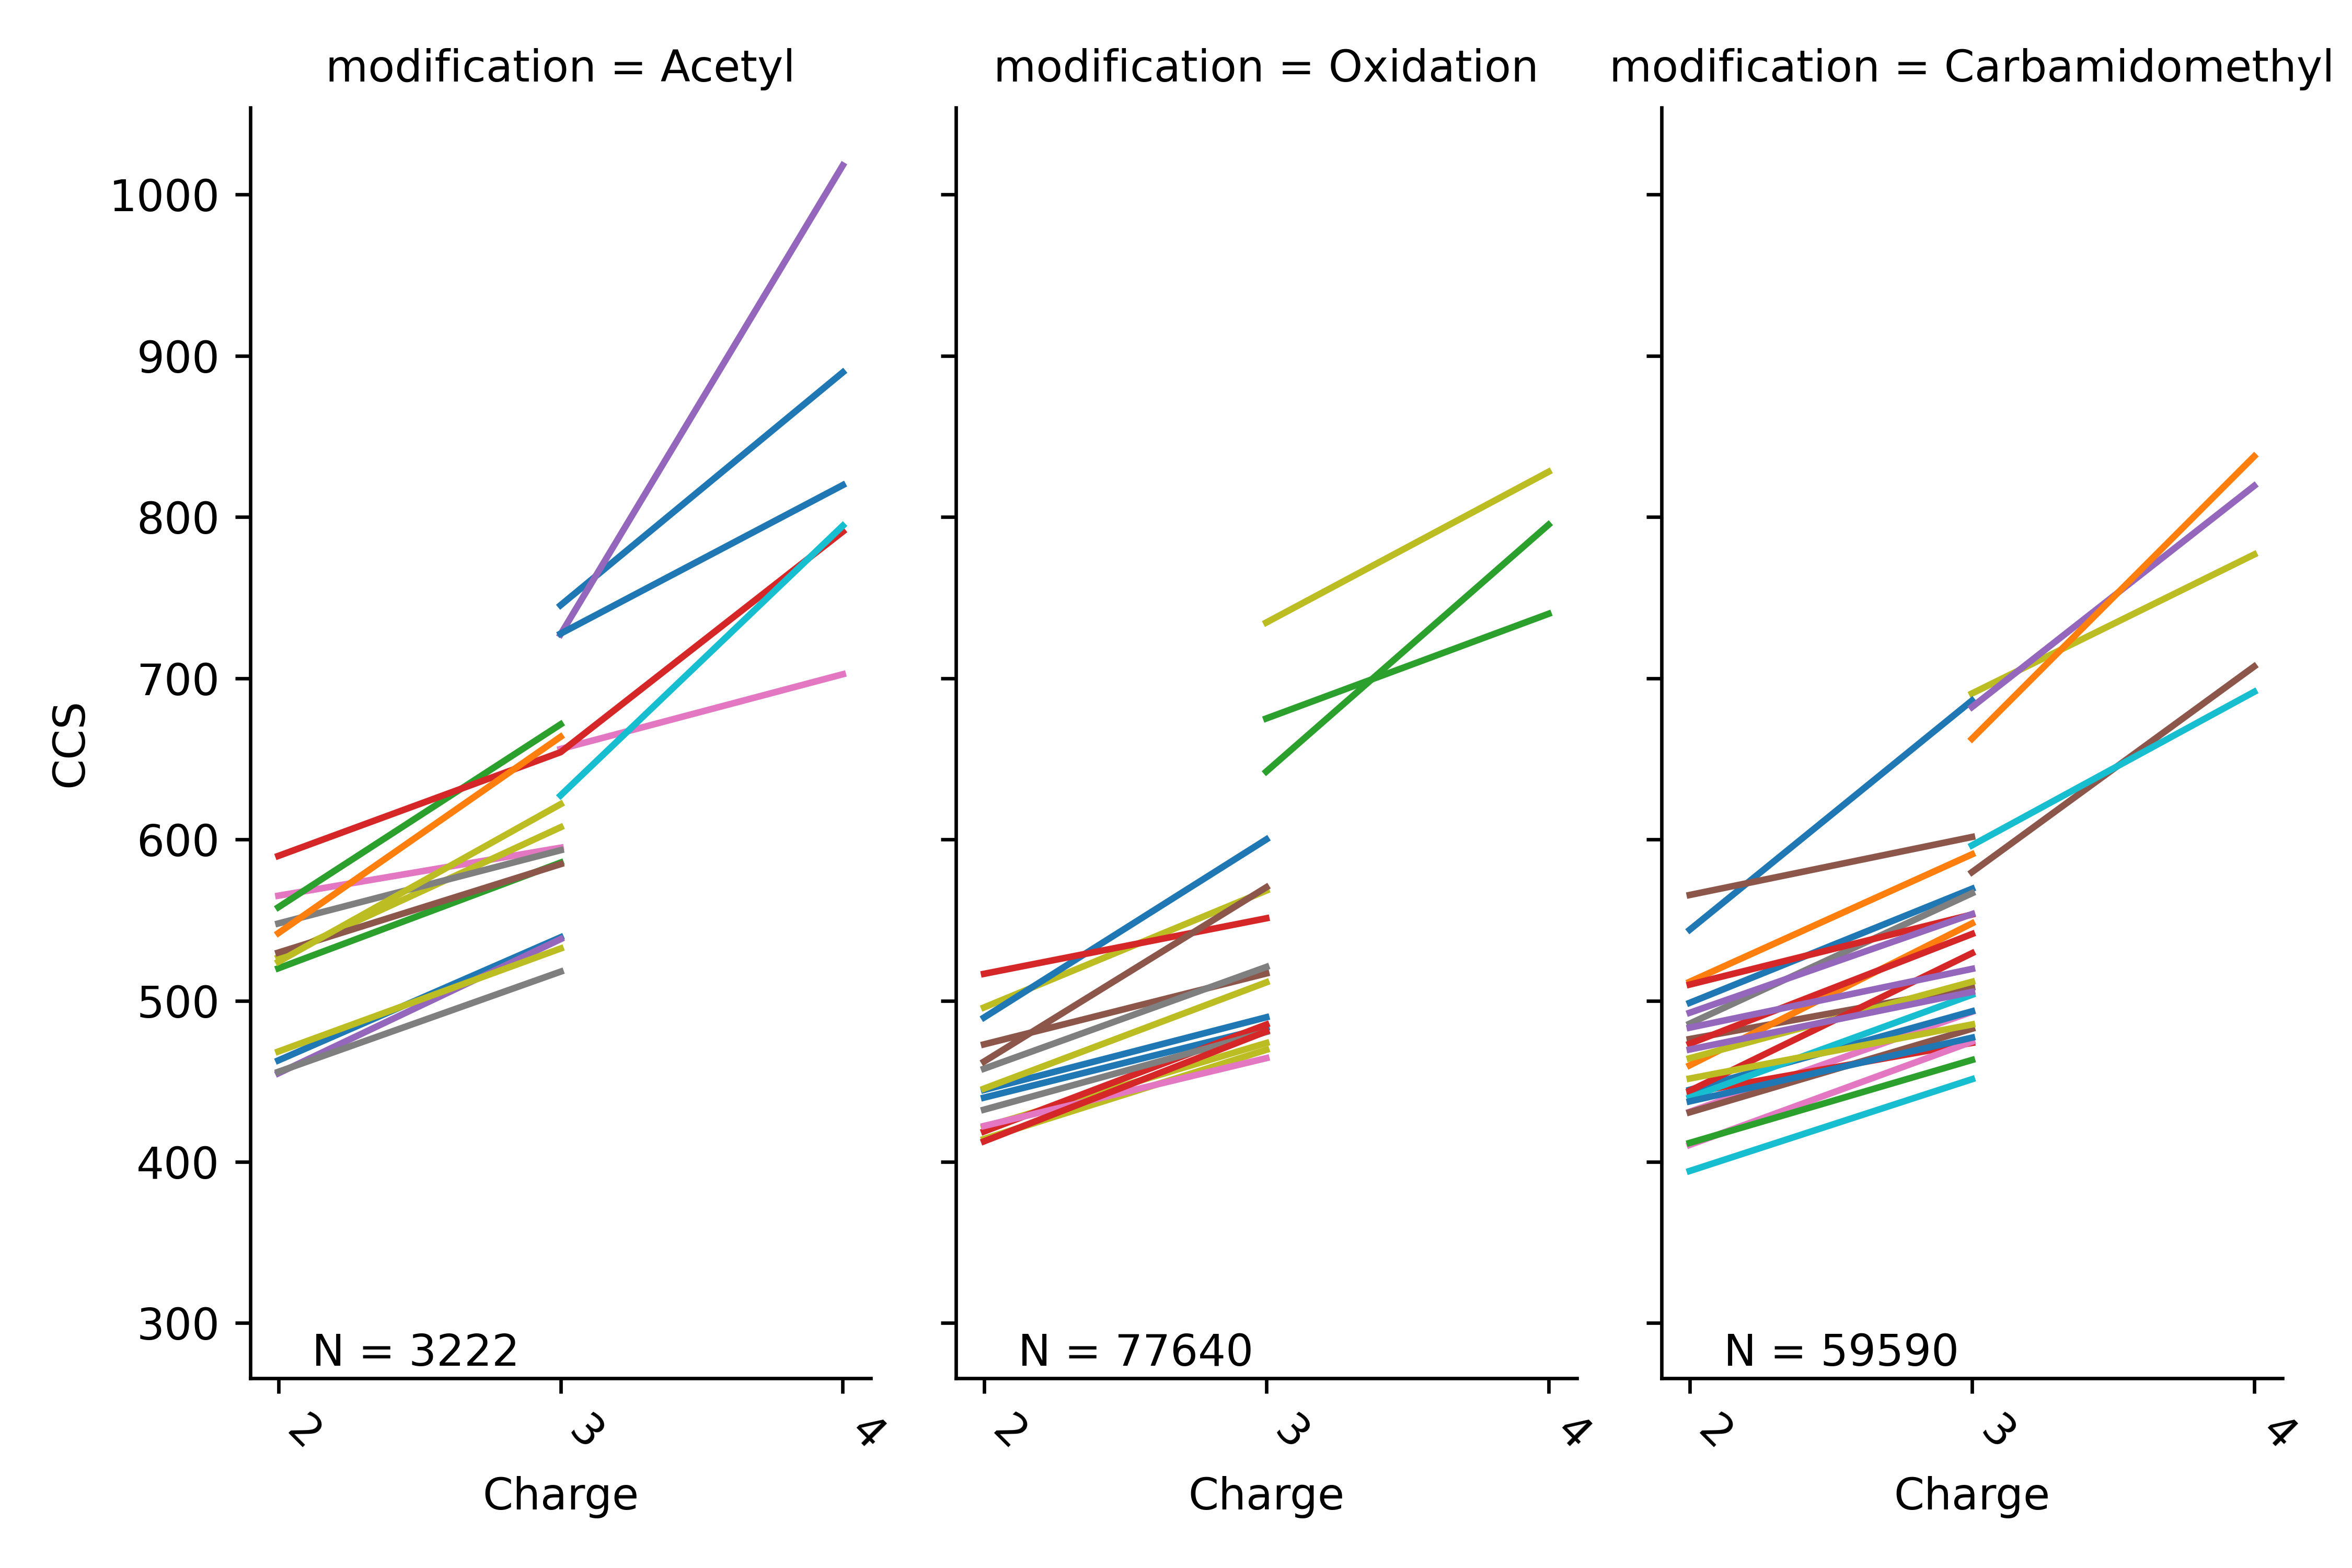 modification = Acetyl
modification = Oxidation
modification = Carbamidomethyl
CCS
1000
900
800
700
600
500
400
300
N = 3222
N = 77640
N = 59590
2 3 4
2 3 4
2 3 4
Charge
Charge
Charge